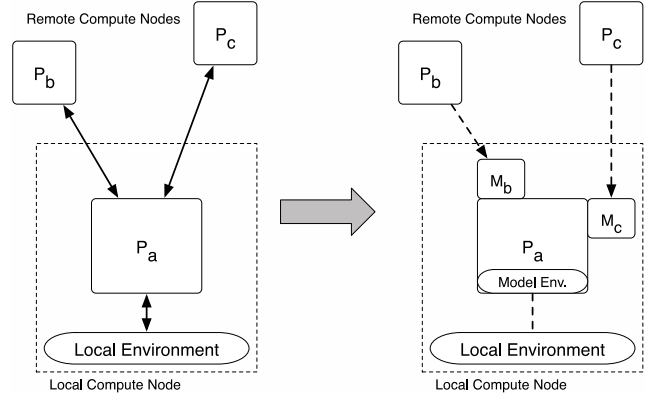 Remote Compute Nodes
P_c
P_b
P_a
Local Environment
Local Compute Node
Remote Compute Nodes
P_c
P_b
M_b
M_c
P_a
Model Env.
Local Environment
Local Compute Node